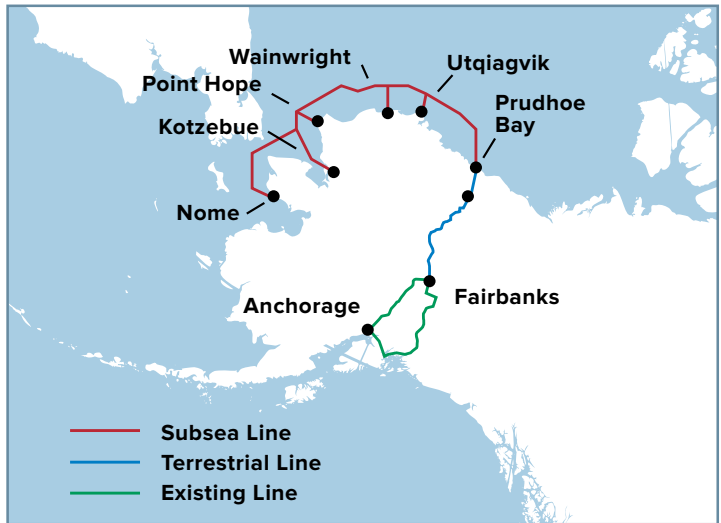 Wainwright
Utqiagvik
Point Hope
Prudhoe
Bay
Kotzebue
Nome
Anchorage
Fairbanks
Subsea Line
Terrestrial Line
Existing Line